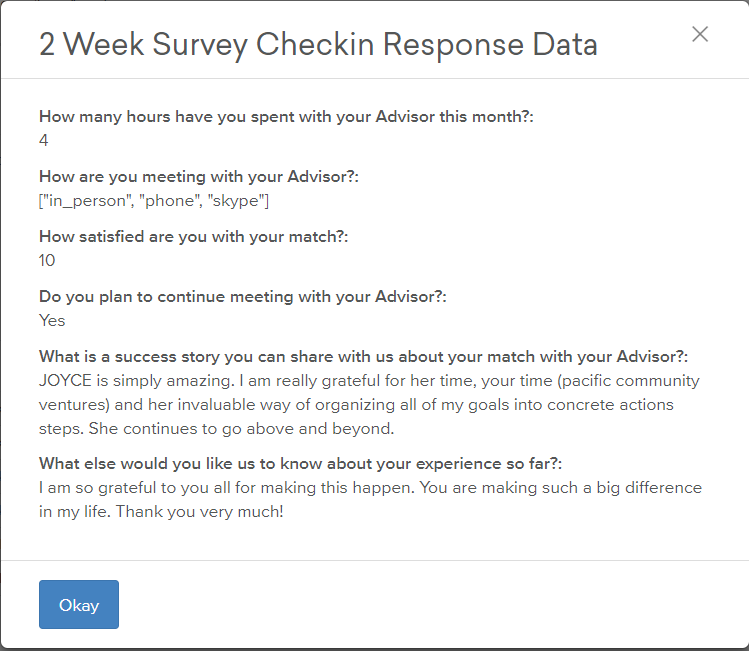 2 Week Survey Checkin Response Data
How many hours have you spent with your Advisor this month?:
4
How are you meeting with your Advisor?:
["in_person", "phone", "skype"]
How satisfied are you with your match?:
10
Do you plan to continue meeting with your Advisor?:
Yes
What is a success story you can share with us about your match with your Advisor?:
JOYCE is simply amazing. I am really grateful for her time, your time (pacific community
ventures) and her invaluable way of organizing all of my goals into concrete actions
steps. She continues to go above and beyond.
What else would you like us to know about your experience so far?:
I am so grateful to you all for making this happen. You are making such a big difference
in my life. Thank you very much!
Okay